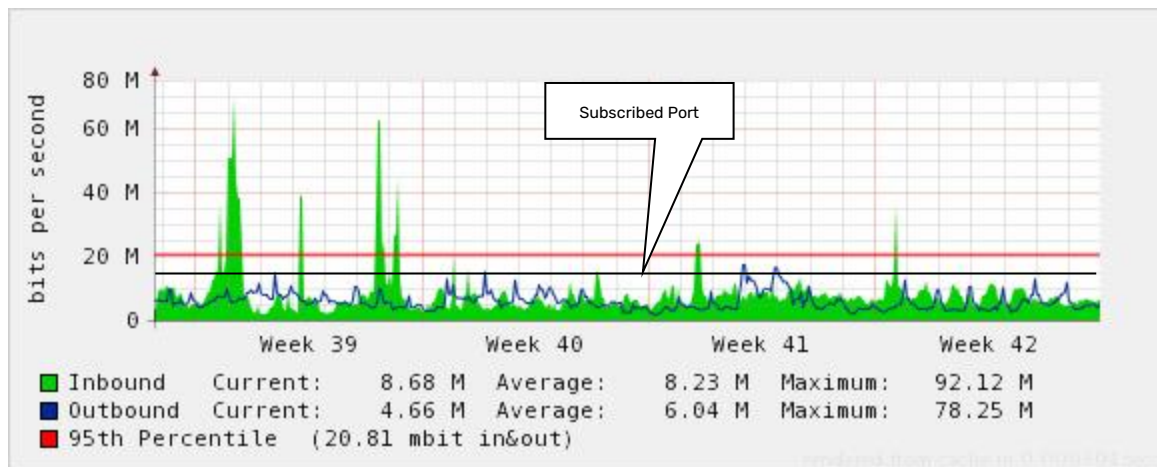 80 M
60 M
40 M
20 M
0
bits per second
Subscribed Port
Week 39 Week 40 Week 41 Week 42
Inbound Current: 8.68 M Average: 8.23 M Maximum: 92.12 M
Outbound Current: 4.66 M Average: 6.04 M Maximum: 78.25 M
95th Percentile (20.81 mbit in&out)